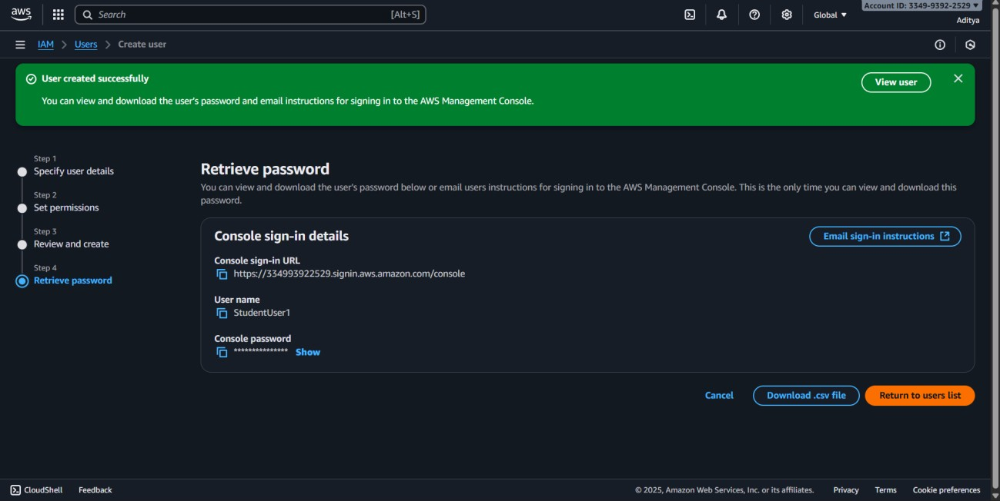 aws
Search [Alt+S]
Global ▼
Account ID: 3349-9392-2529 ▼
Aditya
IAM > Users > Create user
User created successfully
You can view and download the user's password and email instructions for signing in to the AWS Management Console.
View user
Step 1
Specify user details
Step 2
Set permissions
Step 3
Review and create
Step 4
Retrieve password
Retrieve password
You can view and download the user's password below or email users instructions for signing in to the AWS Management Console. This is the only time you can view and download this
password.
Console sign-in details
Email sign-in instructions
Console sign-in URL
https://334993922529.signin.aws.amazon.com/console
User name
StudentUser1
Console password
*************** Show
Cancel
Download .csv file
Return to users list
CloudShell Feedback
© 2025, Amazon Web Services, Inc. or its affiliates. Privacy Terms Cookie preferences